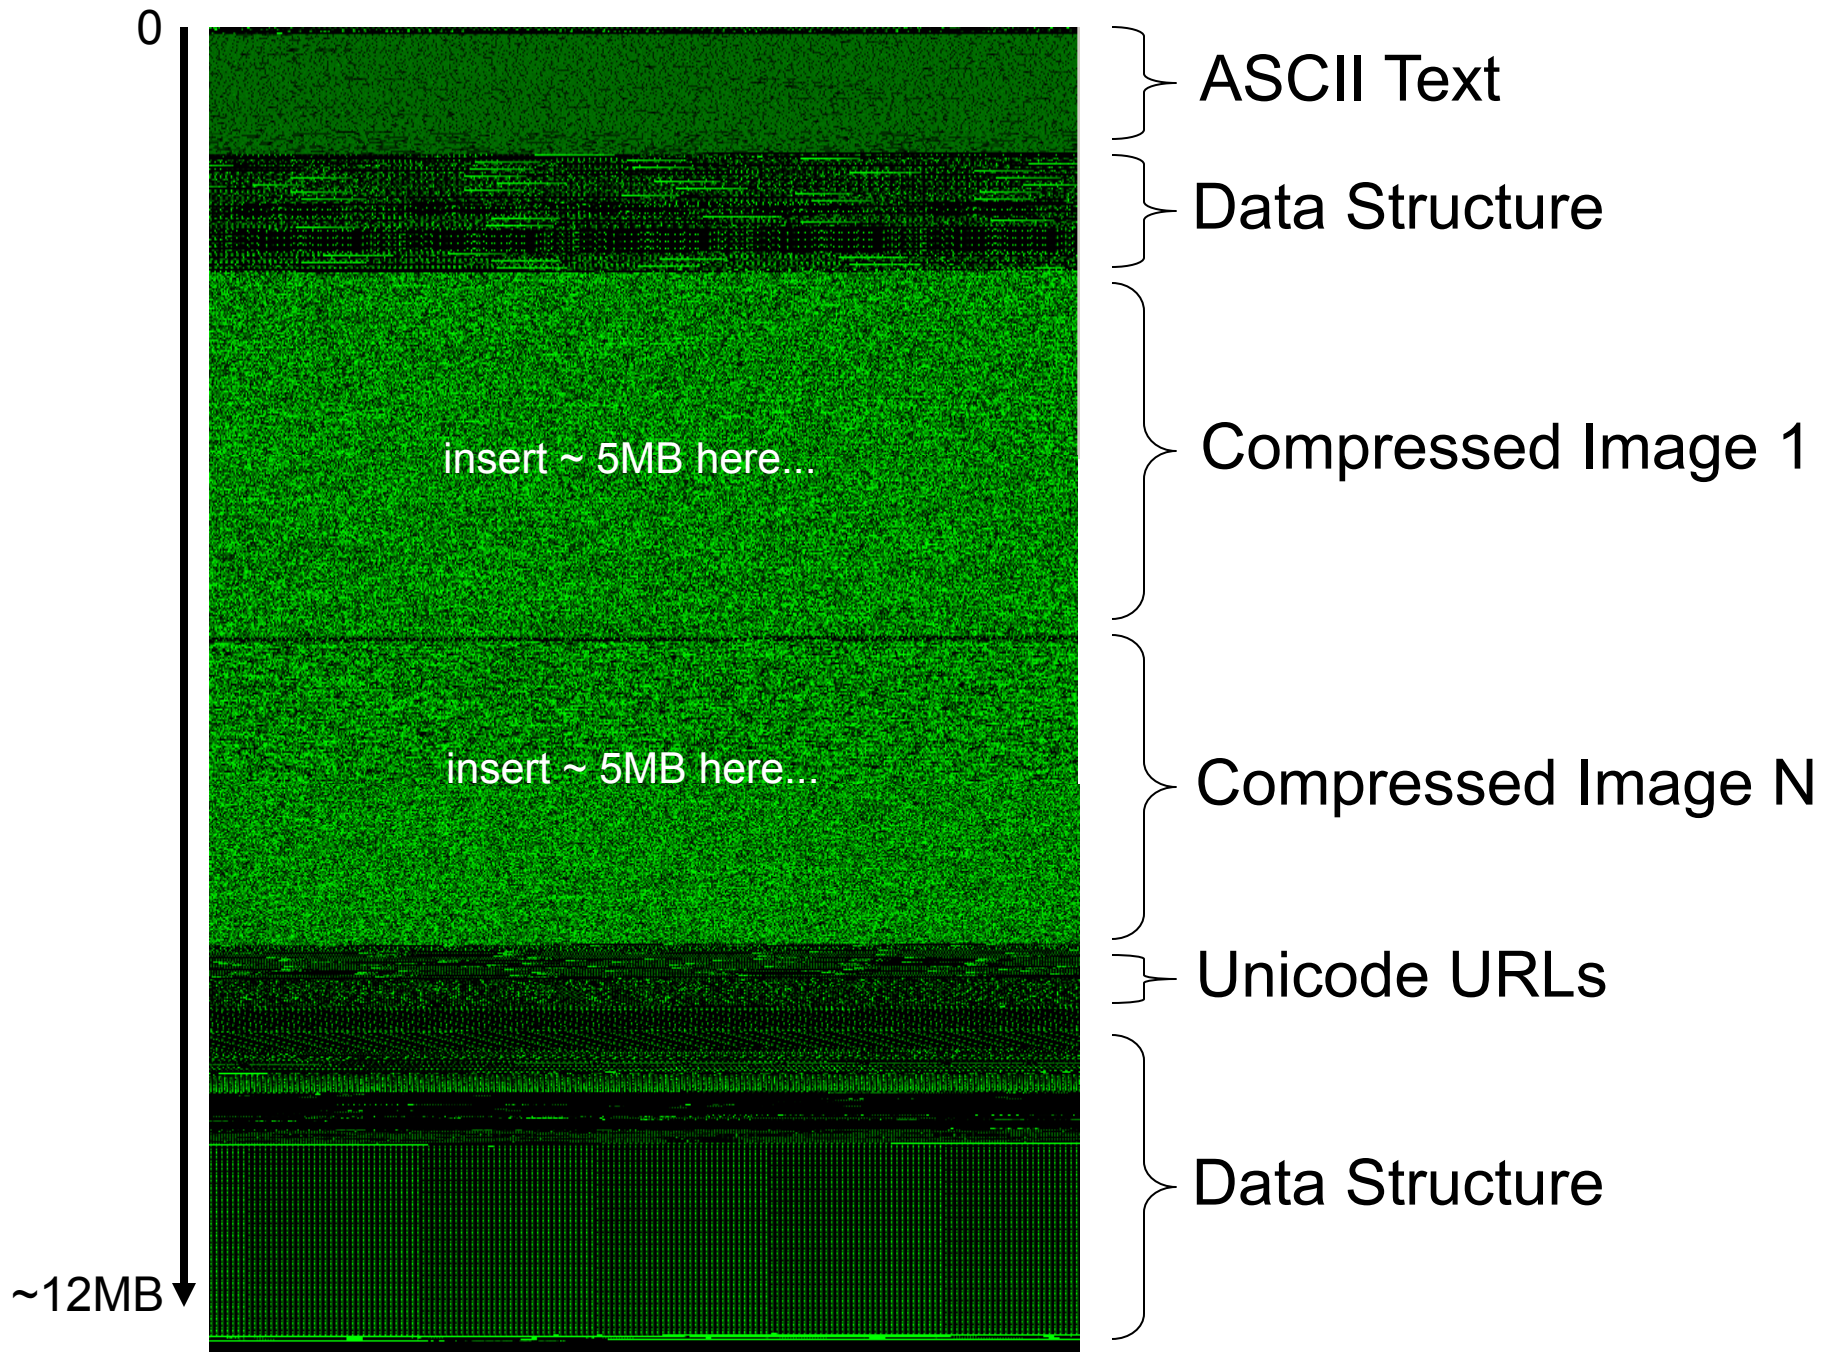 0
ASCII Text
Data Structure
Compressed Image 1
insert ~ 5MB here...
insert ~ 5MB here...
Compressed Image N
Unicode URLs
Data Structure
~12MB